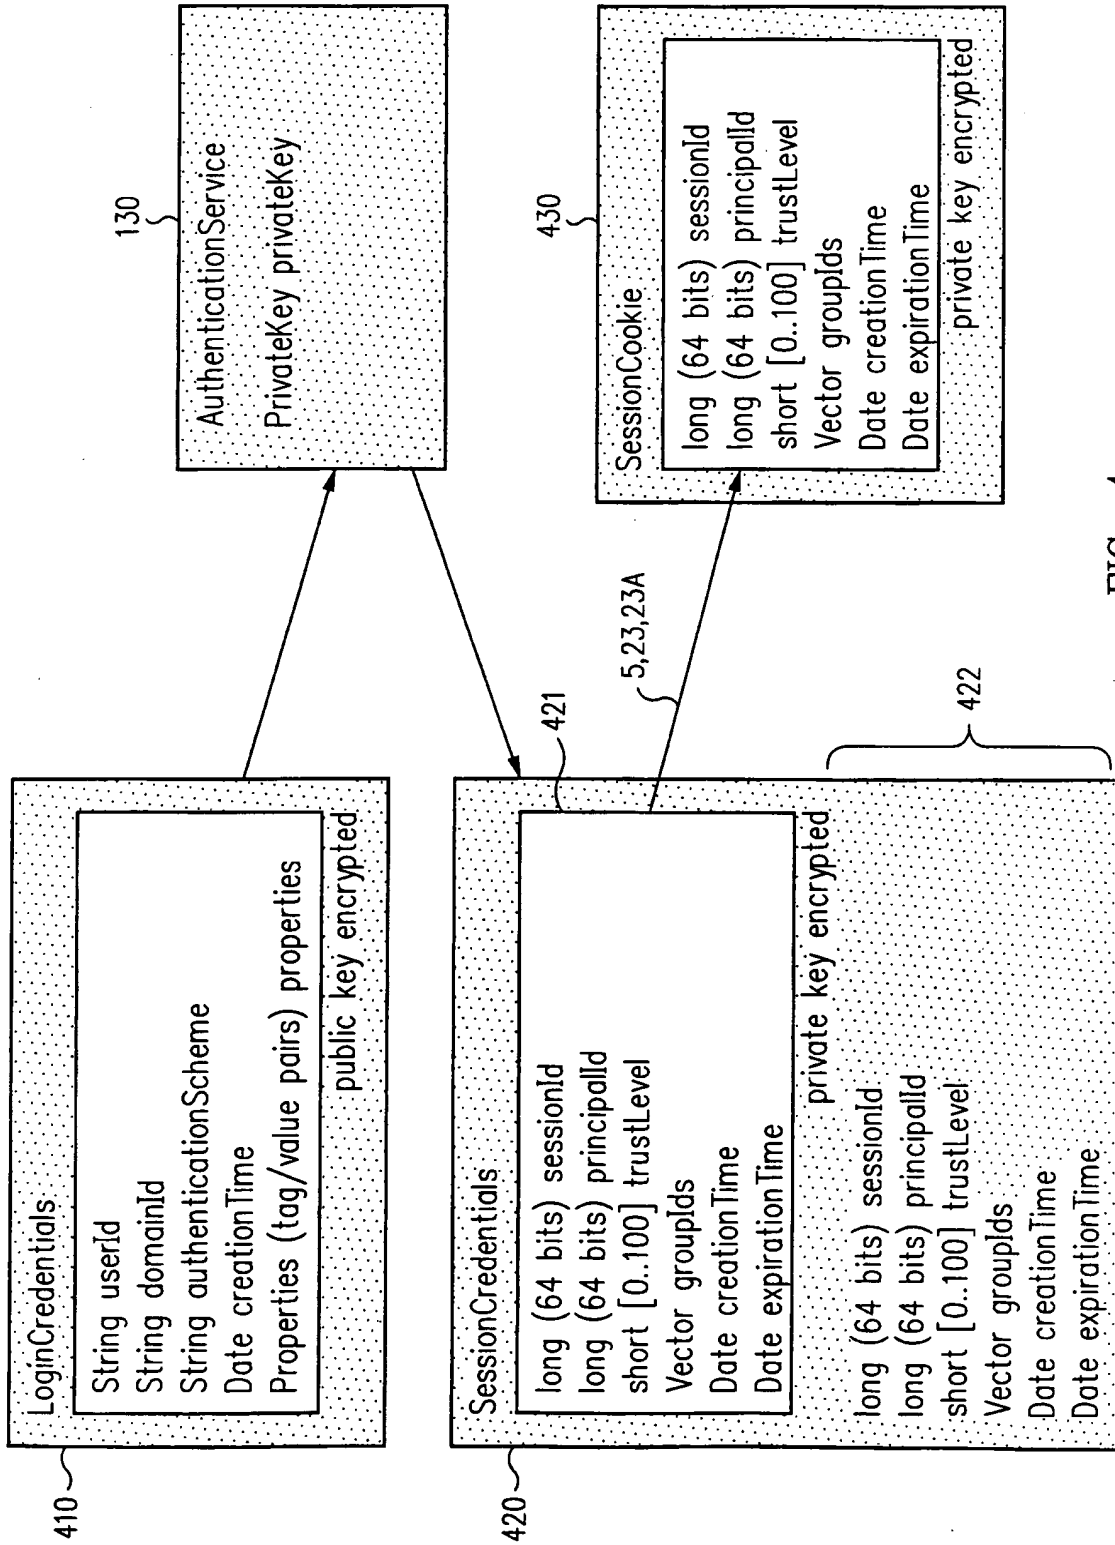 410
LoginCredentials
String userId
String domainId
String authenticationScheme
Date creationTime
Properties (tag/value pairs) properties
public key encrypted
130
AuthenticationService
PrivateKey privateKey
420
SessionCredentials
421
long (64 bits) sessionId
long (64 bits) principalId
short [0..100] trustLevel
Vector groupIds
Date creationTime
Date expirationTime
private key encrypted
422
long (64 bits) sessionId
long (64 bits) principalId
short [0..100] trustLevel
Vector groupIds
Date creationTime
Date expirationTime
5,23,23A
430
SessionCookie
long (64 bits) sessionId
long (64 bits) principalId
short [0..100] trustLevel
Vector groupIds
Date creationTime
Date expirationTime
private key encrypted